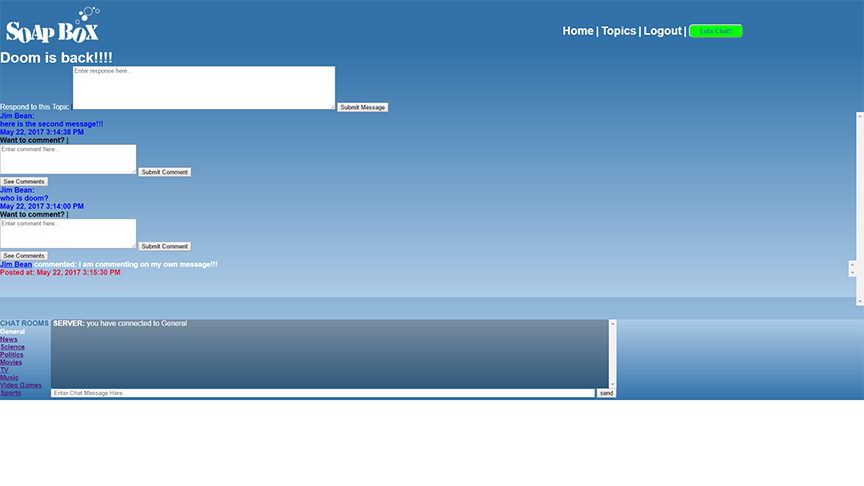 SOAP BOX
Home | Topics | Logout | Let's Chat!!
Doom is back!!!!
Enter response here...
Respond to this Topic | Submit Message
Jim Bean:
here is the second message!!!
May 22, 2017 3:14:38 PM
Want to comment? |
Enter comment here...
Submit Comment
See Comments
Jim Bean:
who is doom?
May 22, 2017 3:14:00 PM
Want to comment? |
Enter comment here...
Submit Comment
See Comments
Jim Bean commented: I am commenting on my own message!!!
Posted at: May 22, 2017 3:15:30 PM
CHAT ROOMS
General
News
Science
Politics
Movies
TV
Music
Video Games
Sports
SERVER: you have connected to General
Enter Chat Message Here...
send